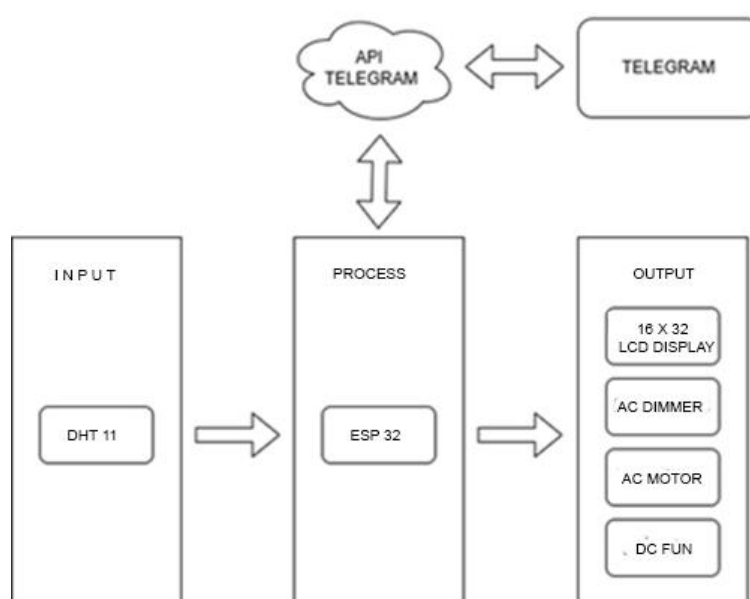 API
TELEGRAM
TELEGRAM
INPUT
DHT 11
PROCESS
ESP 32
OUTPUT
16 X 32
LCD DISPLAY
AC DIMMER
AC MOTOR
DC FUN